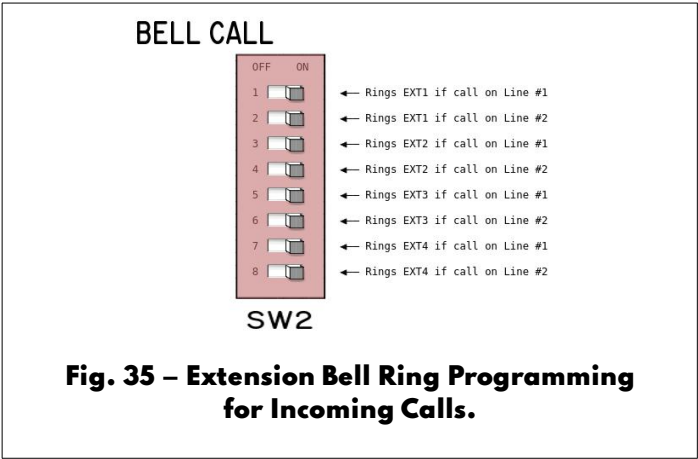 BELL CALL
OFF ON
1 ← Rings EXT1 if call on Line #1
2 ← Rings EXT1 if call on Line #2
3 ← Rings EXT2 if call on Line #1
4 ← Rings EXT2 if call on Line #2
5 ← Rings EXT3 if call on Line #1
6 ← Rings EXT3 if call on Line #2
7 ← Rings EXT4 if call on Line #1
8 ← Rings EXT4 if call on Line #2
SW2
Fig. 35 – Extension Bell Ring Programming
for Incoming Calls.